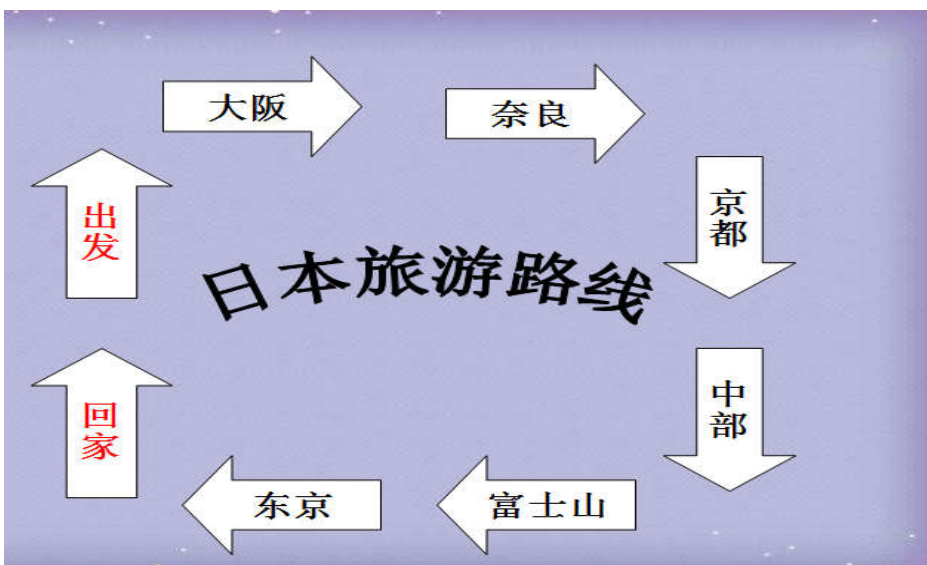 大阪
奈良
出发
京都
日本旅游路线
回家
中部
东京
富士山